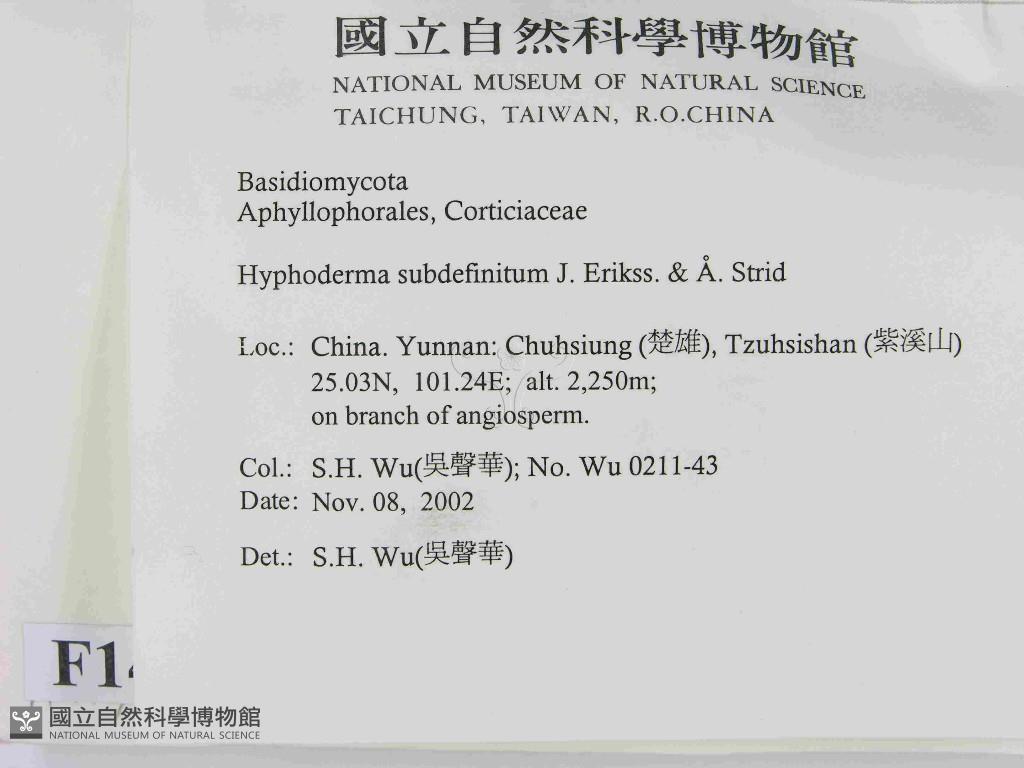 國立自然科學博物館
NATIONAL MUSEUM OF NATURAL SCIENCE
TAICHUNG, TAIWAN, R.O.CHINA
Basidiomycota
Aphyllophorales, Corticiaceae
Hyphoderma subdefinitum J. Erikss. & Å. Strid
Loc.: China. Yunnan: Chuhsiung (楚雄), Tzuhsishan (紫溪山)
25.03N, 101.24E; alt. 2,250m;
on branch of angiosperm.
Col.: S.H. Wu(吳聲華); No. Wu 0211-43
Date: Nov. 08, 2002
Det.: S.H. Wu(吳聲華)
F14
國立自然科學博物館
NATIONAL MUSEUM OF NATURAL SCIENCE